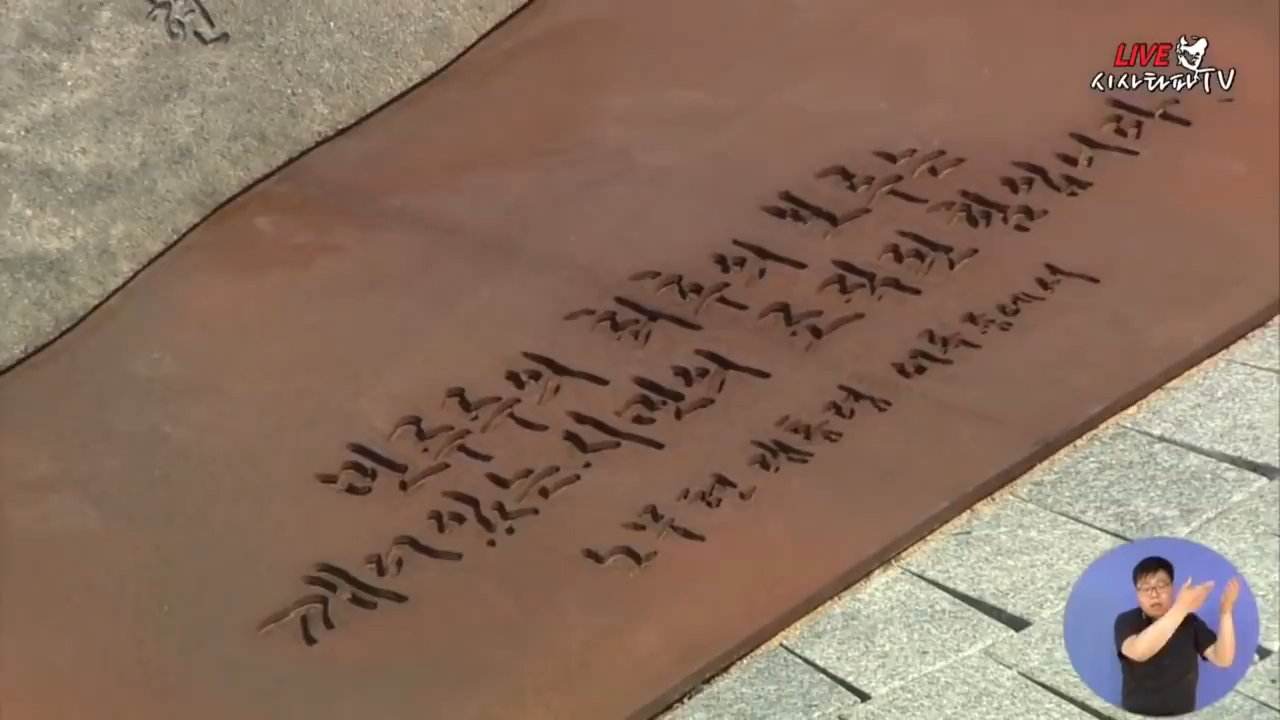 현
LIVE
시사타파TV
민주주의 최후의 보루는
깨어있는 시민의 조직된 힘입니다.
노무현 대통령 어록 중에서